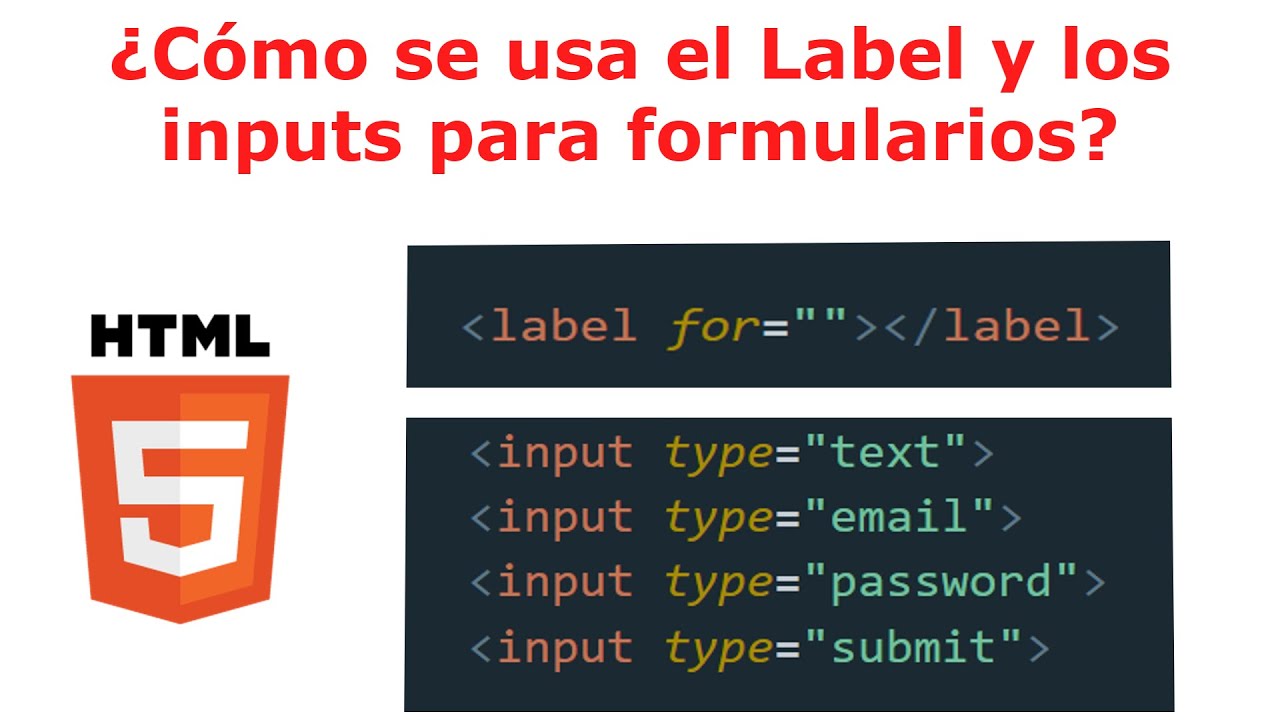 ¿Cómo se usa el Label y los
inputs para formularios?
HTML
5
<label for=""></label>
<input type="text">
<input type="email">
<input type="password">
<input type="submit">